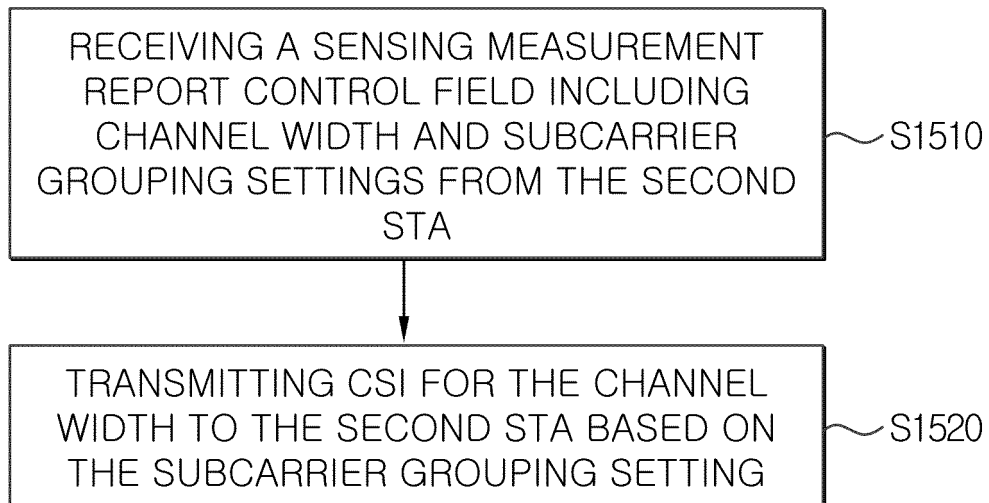 RECEIVING A SENSING MEASUREMENT
REPORT CONTROL FIELD INCLUDING
CHANNEL WIDTH AND SUBCARRIER
GROUPING SETTINGS FROM THE SECOND
STA
S1510
TRANSMITTING CSI FOR THE CHANNEL
WIDTH TO THE SECOND STA BASED ON
THE SUBCARRIER GROUPING SETTING
S1520